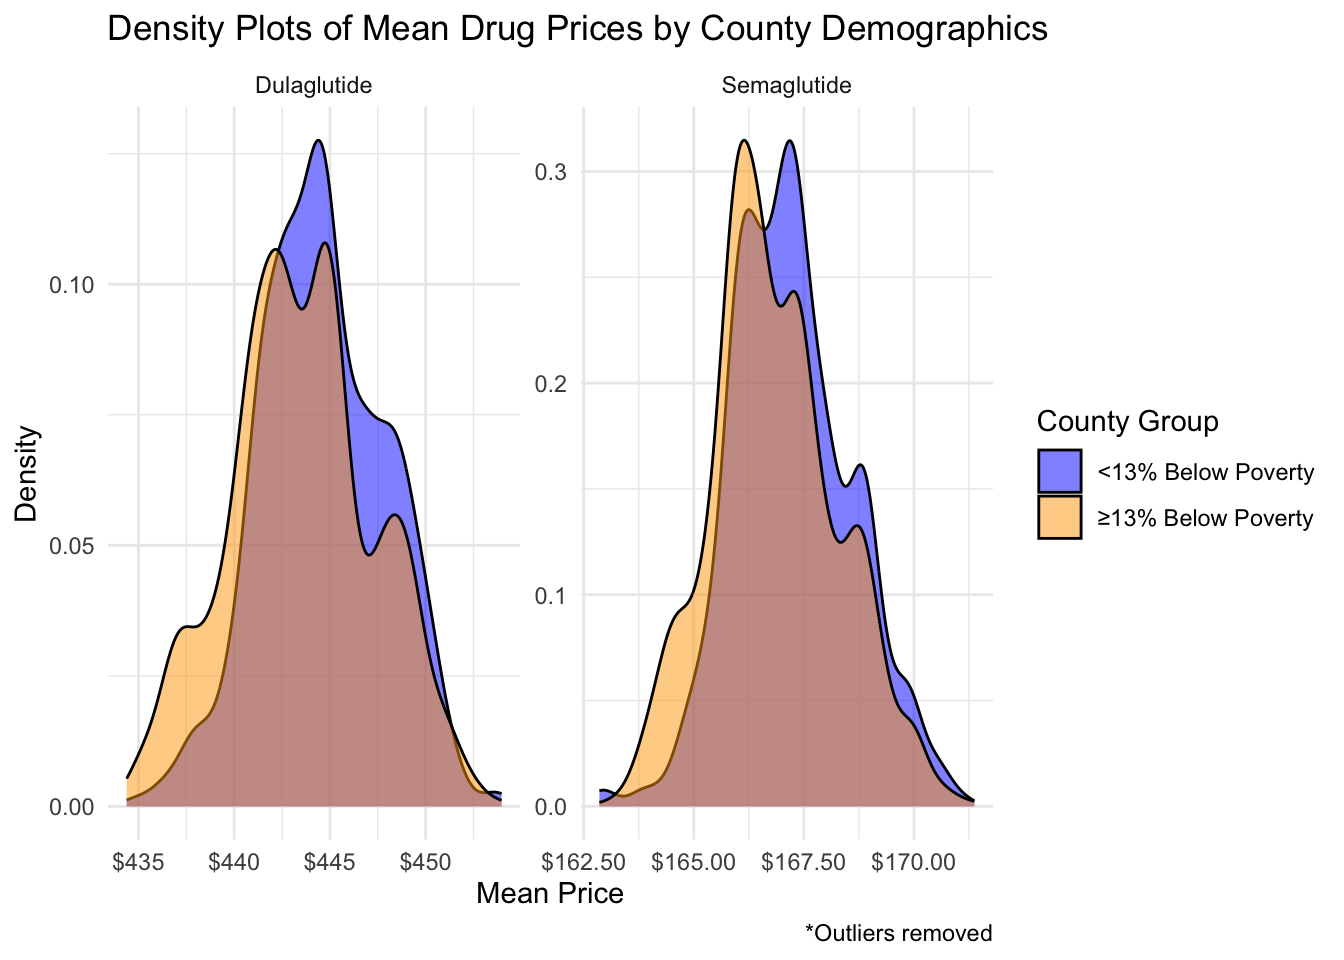 Density Plots of Mean Drug Prices by County Demographics
Dulaglutide
Semaglutide
Density
0.10
0.05
0.00
0.3
0.2
0.1
0.0
$435 $440 $445 $450
$162.50 $165.00 $167.50 $170.00
Mean Price
County Group
<13% Below Poverty
≥13% Below Poverty
*Outliers removed